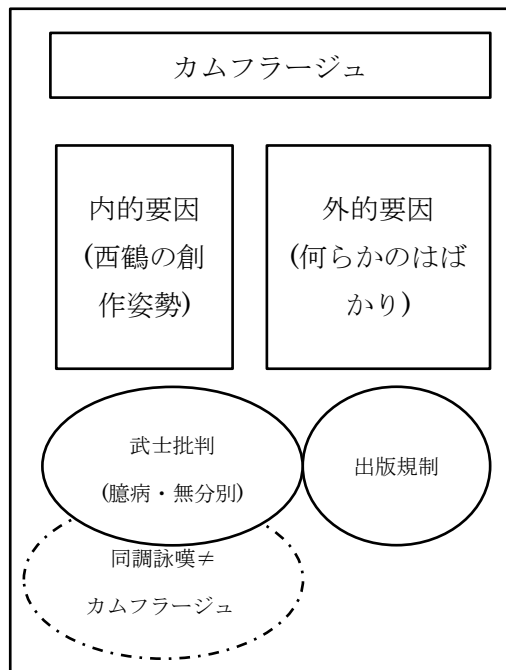 カムフラージュ
内的要因
(西鶴の創
作姿勢)
外的要因
(何らかのはば
かり)
武士批判
(臆病・無分別)
出版規制
同調詠嘆≠
カムフラージュ